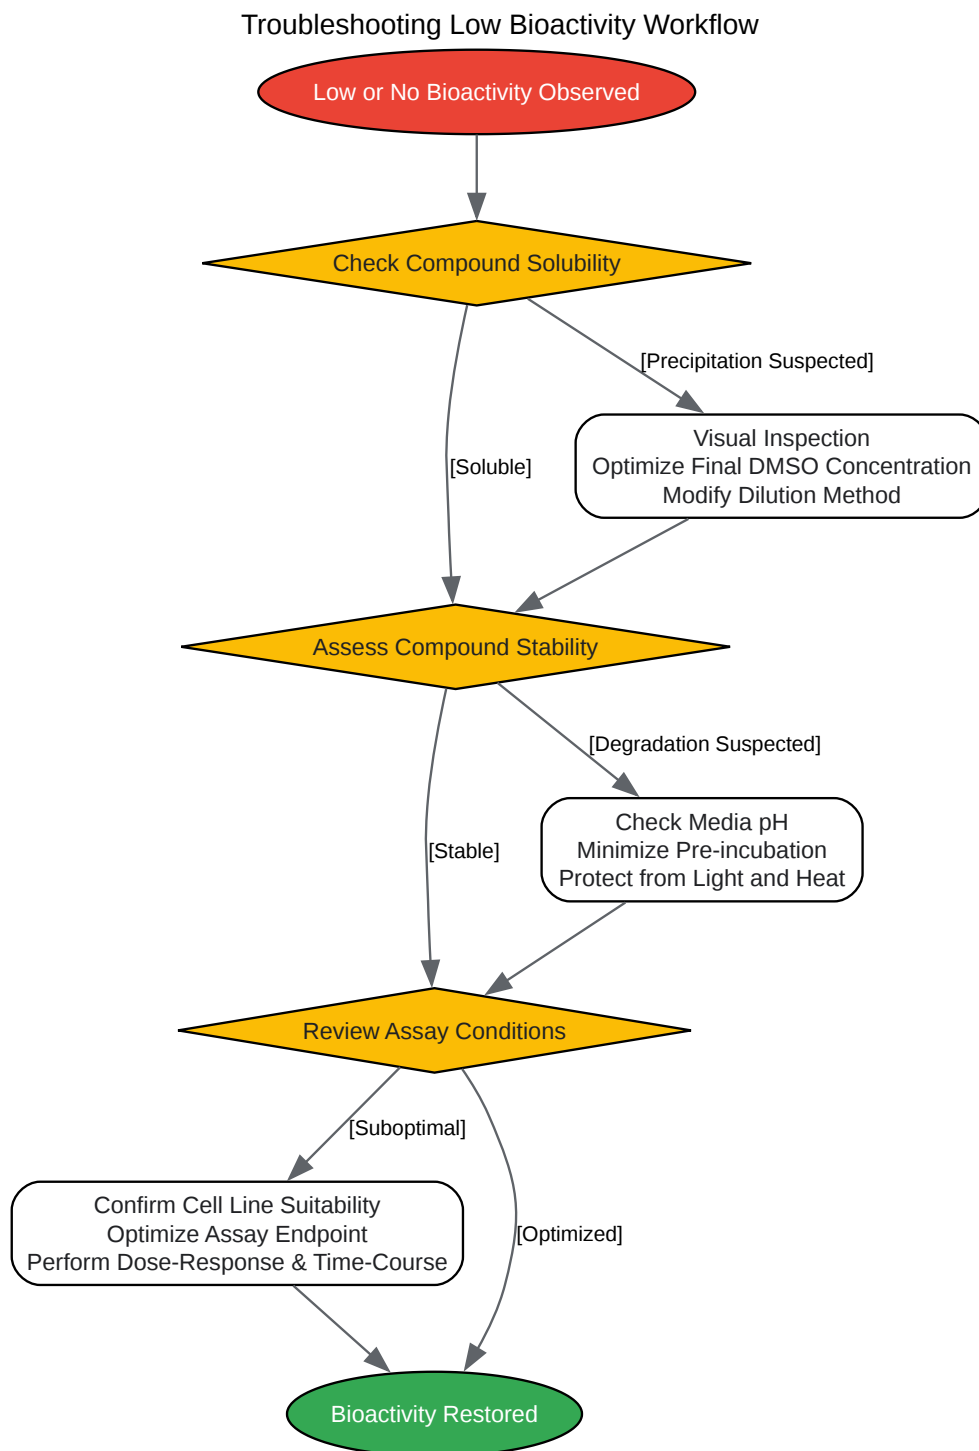 Troubleshooting Low Bioactivity Workflow
Low or No Bioactivity Observed
Check Compound Solubility
[Precipitation Suspected]
Visual Inspection
Optimize Final DMSO Concentration
Modify Dilution Method
[Soluble]
Assess Compound Stability
[Degradation Suspected]
Check Media pH
Minimize Pre-incubation
Protect from Light and Heat
[Stable]
Review Assay Conditions
[Suboptimal]
Confirm Cell Line Suitability
Optimize Assay Endpoint
Perform Dose-Response & Time-Course
[Optimized]
Bioactivity Restored